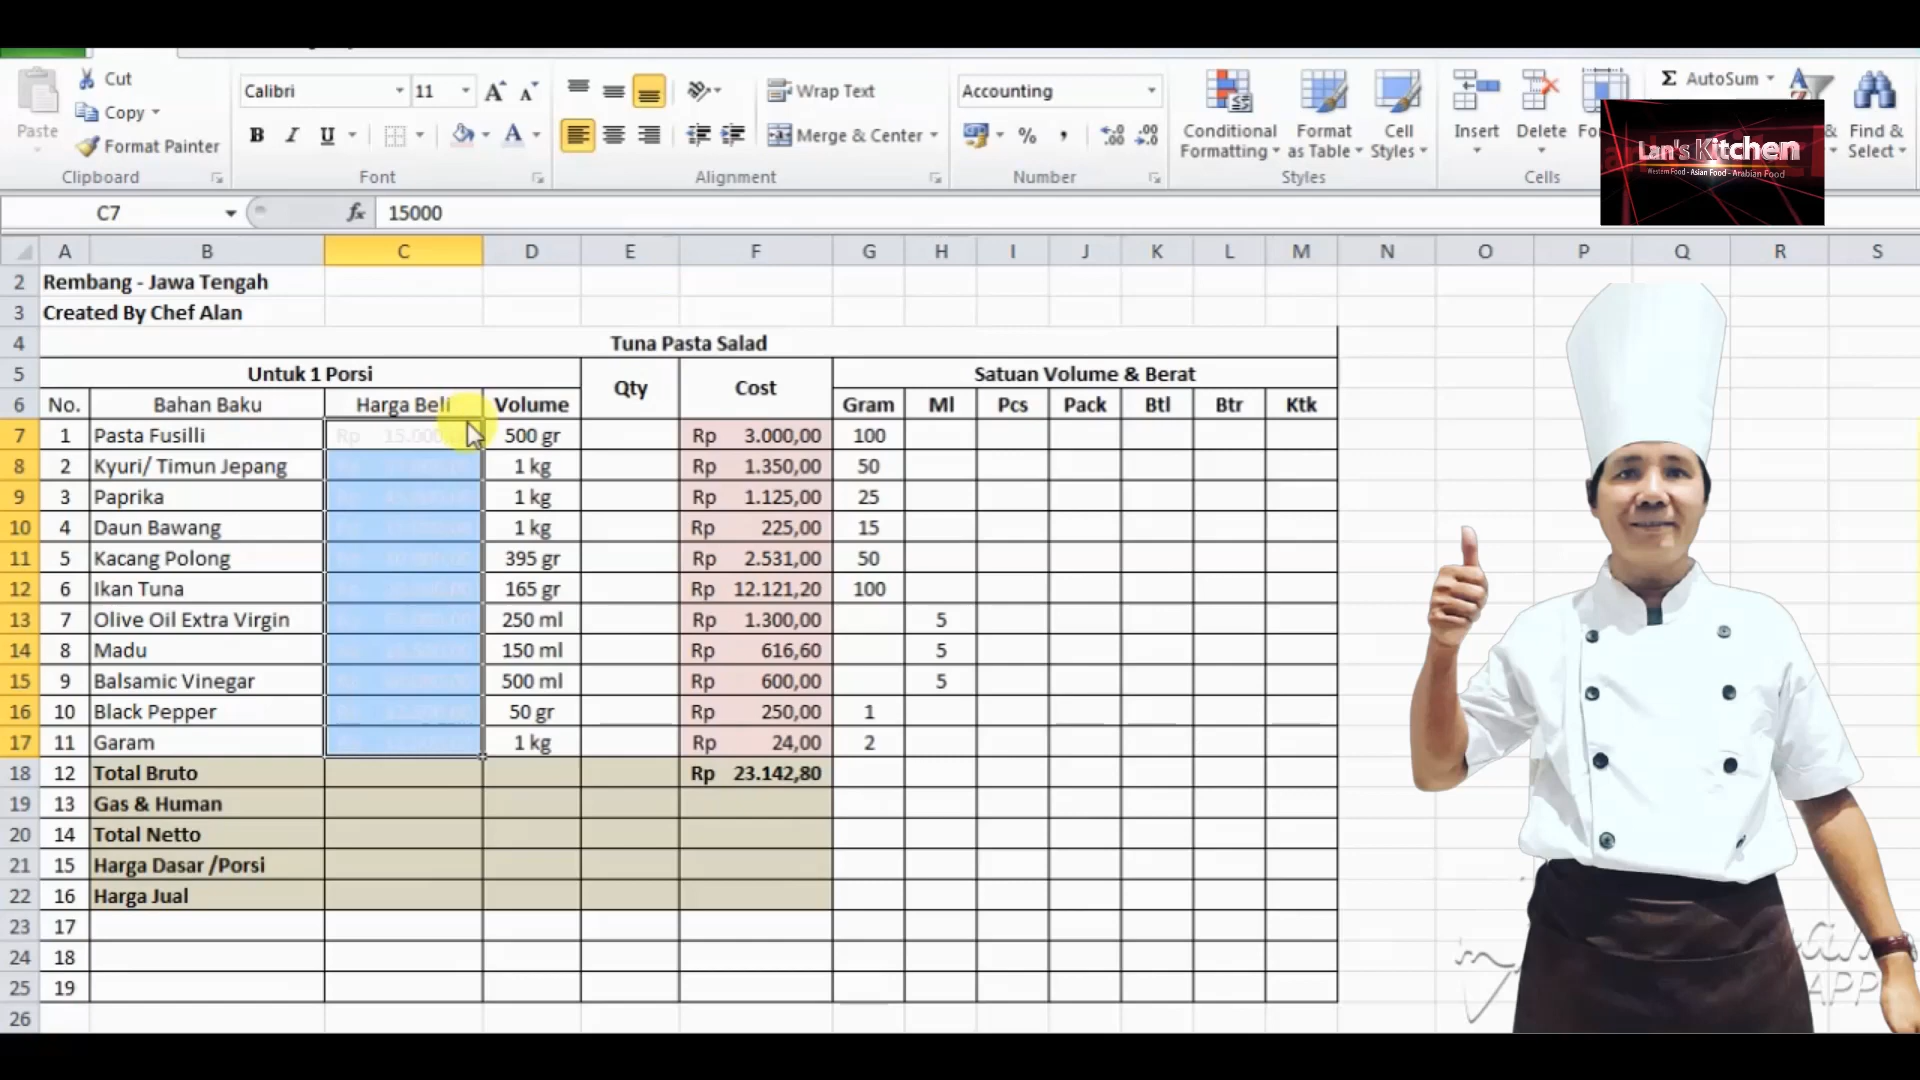 Cut
Copy
Paste
Format Painter
Clipboard
Calibri
11
B I U
Font
Wrap Text
Merge & Center
Alignment
Accounting
%
Number
Conditional Formatting
Format as Table
Cell Styles
Styles
Insert
Delete
Cells
Σ AutoSum
Find & Select
Lan's Kitchen
Western Food - Asian Food - Arabian Food
C7
fx 15000
A B C D E F G H I J K L M N O P Q R S
2 Rembang - Jawa Tengah
3 Created By Chef Alan
4 Tuna Pasta Salad
5 Untuk 1 Porsi Qty Cost Satuan Volume & Berat
6 No. Bahan Baku Harga Beli Volume Gram Ml Pcs Pack Btl Btr Ktk
7 1 Pasta Fusilli Rp 500 gr Rp 3.000,00 100
8 2 Kyuri/ Timun Jepang 1 kg Rp 1.350,00 50
9 3 Paprika 1 kg Rp 1.125,00 25
10 4 Daun Bawang 1 kg Rp 225,00 15
11 5 Kacang Polong 395 gr Rp 2.531,00 50
12 6 Ikan Tuna 165 gr Rp 12.121,20 100
13 7 Olive Oil Extra Virgin 250 ml Rp 1.300,00 5
14 8 Madu 150 ml Rp 616,60 5
15 9 Balsamic Vinegar 500 ml Rp 600,00 5
16 10 Black Pepper 50 gr Rp 250,00 1
17 11 Garam 1 kg Rp 24,00 2
18 12 Total Bruto Rp 23.142,80
19 13 Gas & Human
20 14 Total Netto
21 15 Harga Dasar /Porsi
22 16 Harga Jual
23 17
24 18
25 19
26